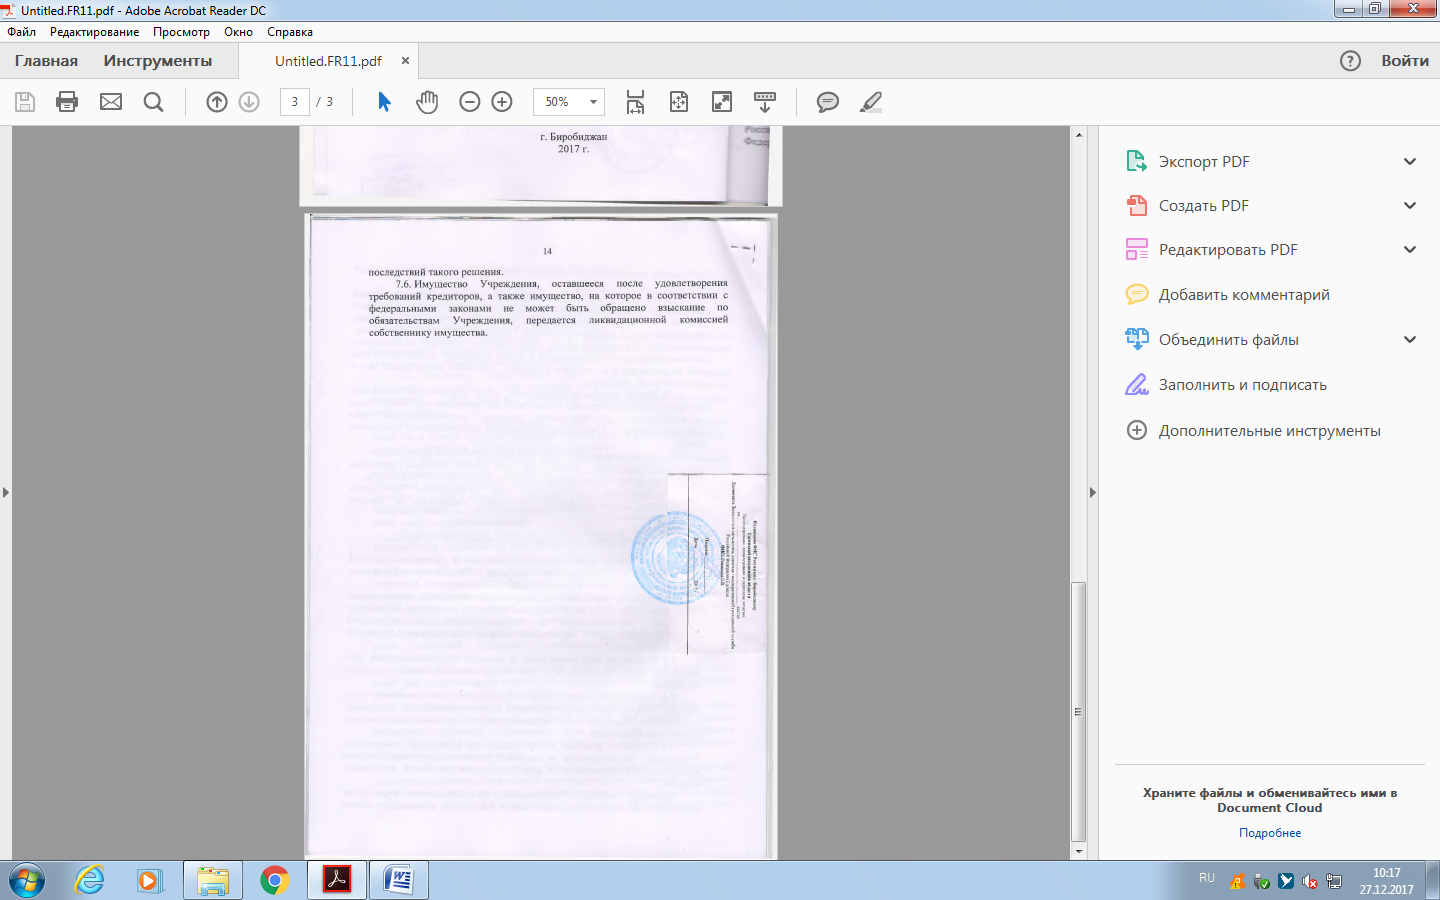 Untitled.FR11.pdf - Adobe Acrobat Reader DC
Файл Редактирование Просмотр Окно Справка
Главная Инструменты Untitled.FR11.pdf × Войти
3 / 3 50%
г. Биробиджан
2017 г.
14
последствий такого решения.
7.6. Имущество Учреждения, оставшееся после удовлетворения
требований кредиторов, а также имущество, на которое в соответствии с
федеральными законами не может быть обращено взыскание по
обязательствам Учреждения, передается ликвидационной комиссией
собственнику имущества.
Экспорт PDF
Создать PDF
Редактировать PDF
Добавить комментарий
Объединить файлы
Заполнить и подписать
Дополнительные инструменты
Храните файлы и обменивайтесь ими в
Document Cloud
Подробнее
RU
10:17
27.12.2017